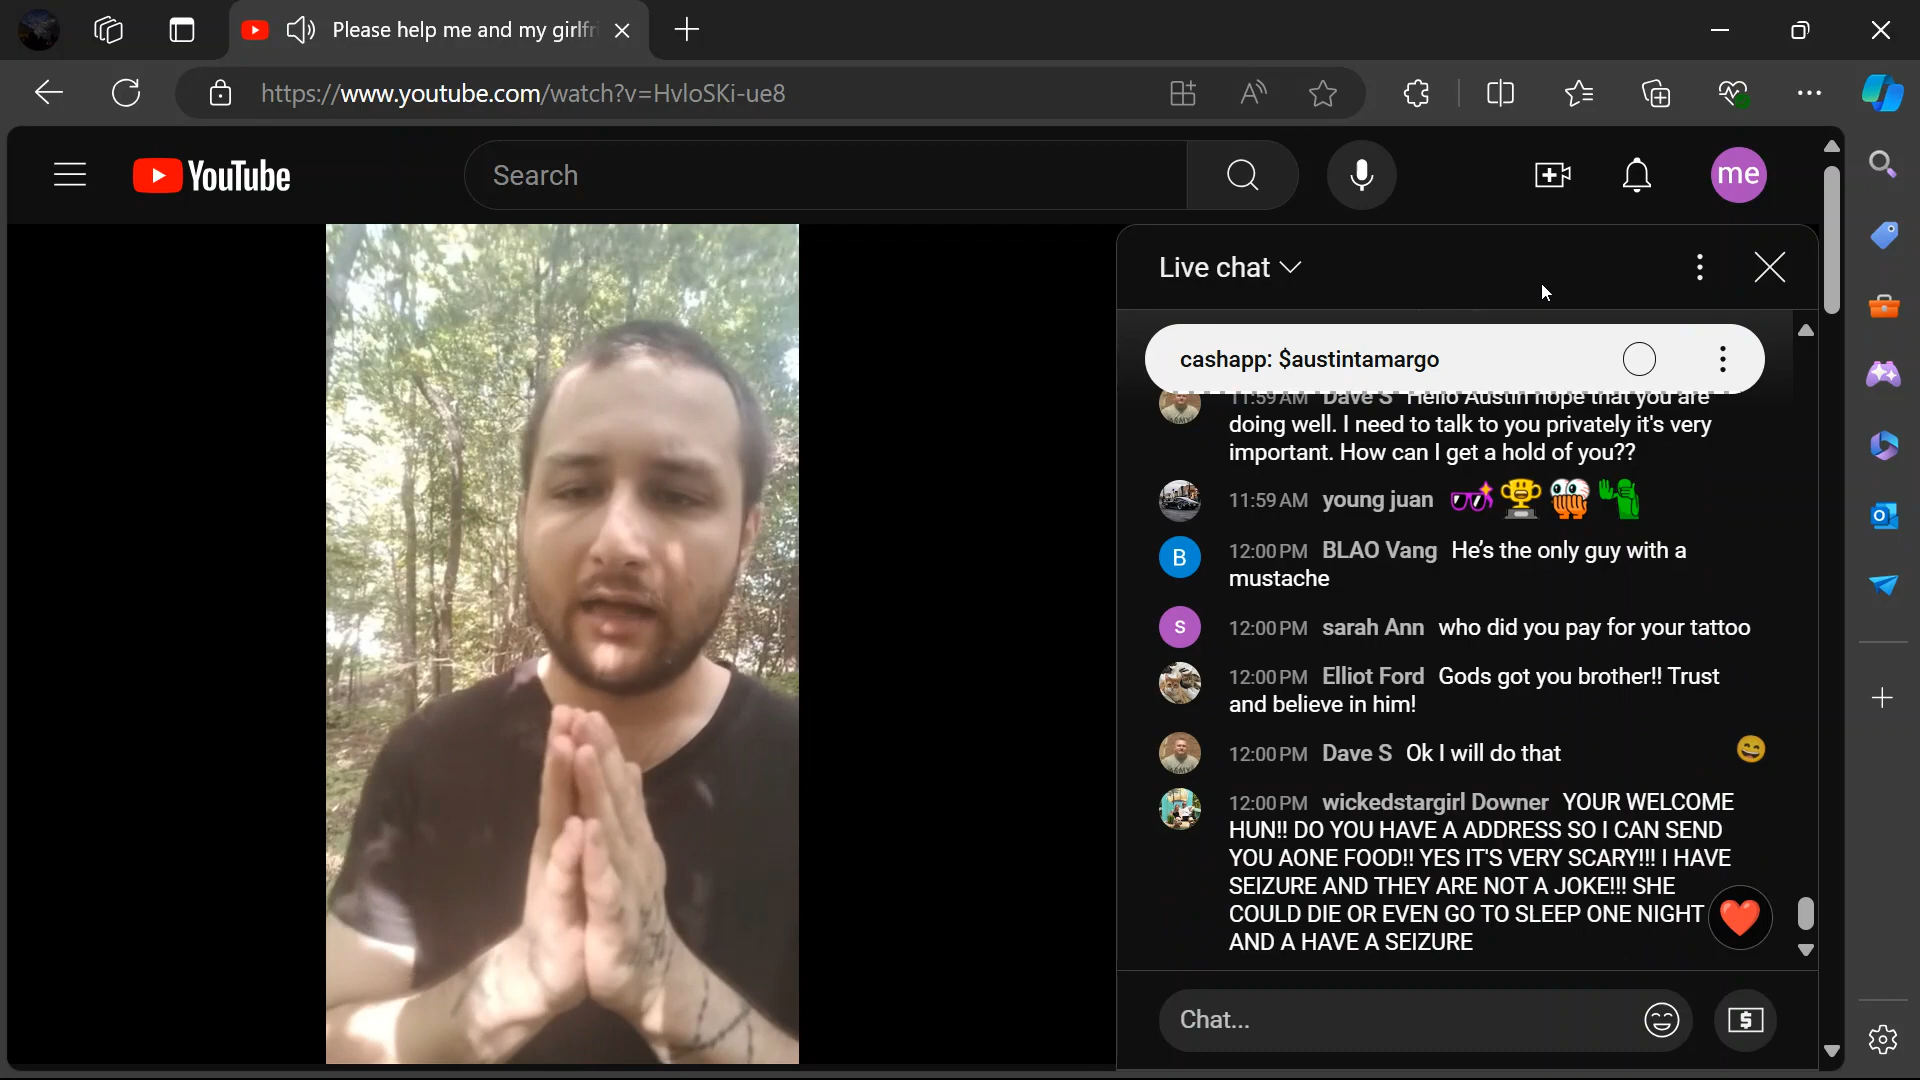 Please help me and my girlfr
https://www.youtube.com/watch?v=HvloSKi-ue8
YouTube
Search
me
Live chat
cashapp: $austintamargo
11:59 AM Dave S Hello Austin hope that you are
doing well. I need to talk to you privately it's very
important. How can I get a hold of you??
11:59 AM young juan
B 12:00 PM BLAO Vang He's the only guy with a
mustache
s 12:00 PM sarah Ann who did you pay for your tattoo
12:00 PM Elliot Ford Gods got you brother!! Trust
and believe in him!
12:00 PM Dave S Ok I will do that
12:00 PM wickedstargirl Downer YOUR WELCOME
HUN!! DO YOU HAVE A ADDRESS SO I CAN SEND
YOU AONE FOOD!! YES IT'S VERY SCARY!!! I HAVE
SEIZURE AND THEY ARE NOT A JOKE!!! SHE
COULD DIE OR EVEN GO TO SLEEP ONE NIGHT
AND A HAVE A SEIZURE
Chat...